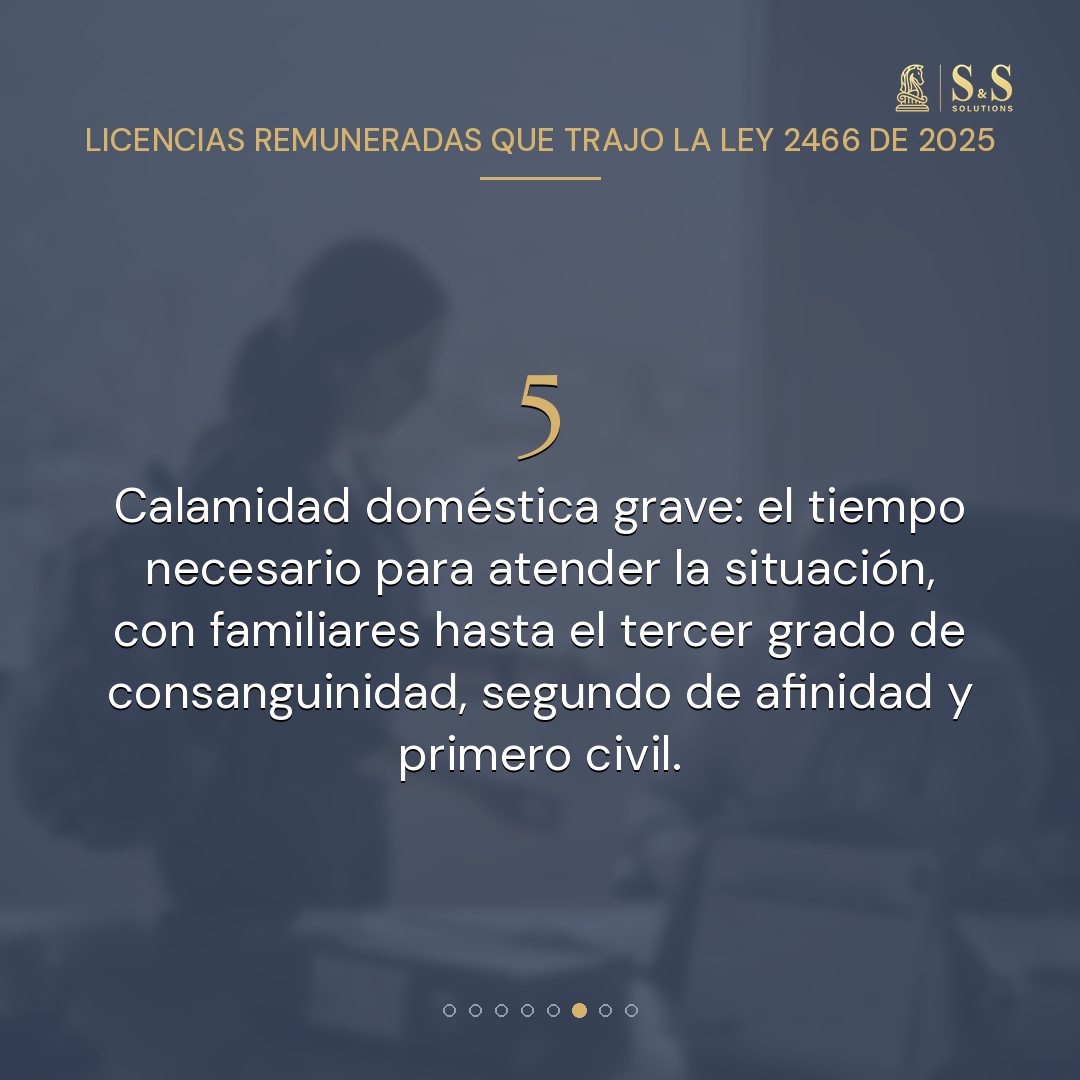 S&S
SOLUTIONS
LICENCIAS REMUNERADAS QUE TRAJO LA LEY 2466 DE 2025
5
Calamidad doméstica grave: el tiempo
necesario para atender la situación,
con familiares hasta el tercer grado de
consanguinidad, segundo de afinidad y
primero civil.